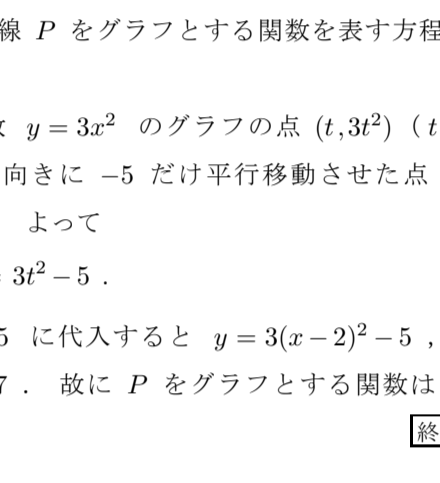 線 P をグラフとする関数を表す方程
y = 3x² のグラフの点 (t,3t²)（ t
向きに −5 だけ平行移動させた点
よって
= 3t² − 5 .
5 に代入すると y = 3(x − 2)² − 5 ,
7 . 故に P をグラフとする関数は
終